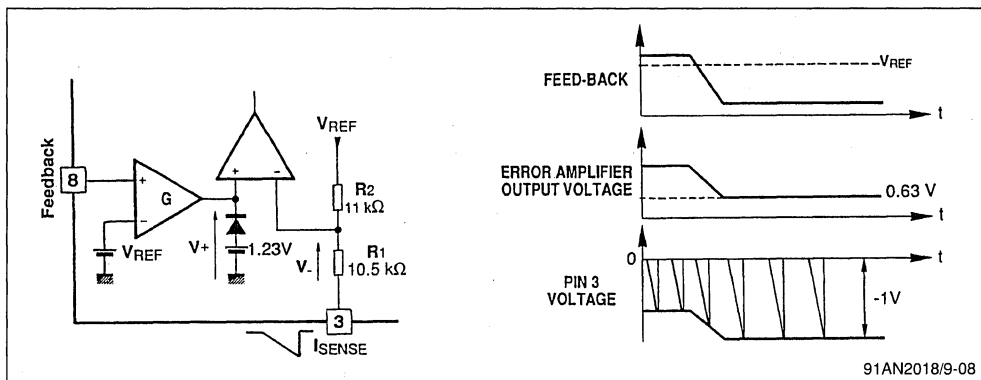 Feedback
8
+
G
−
VREF
V+
1.23V
+
−
VREF
R2
11 kΩ
V-
R1
10.5 kΩ
3
ISENSE
FEED-BACK
VREF
t
ERROR AMPLIFIER
OUTPUT VOLTAGE
0.63 V
t
0
PIN 3
VOLTAGE
t
-1V
91AN2018/9-08